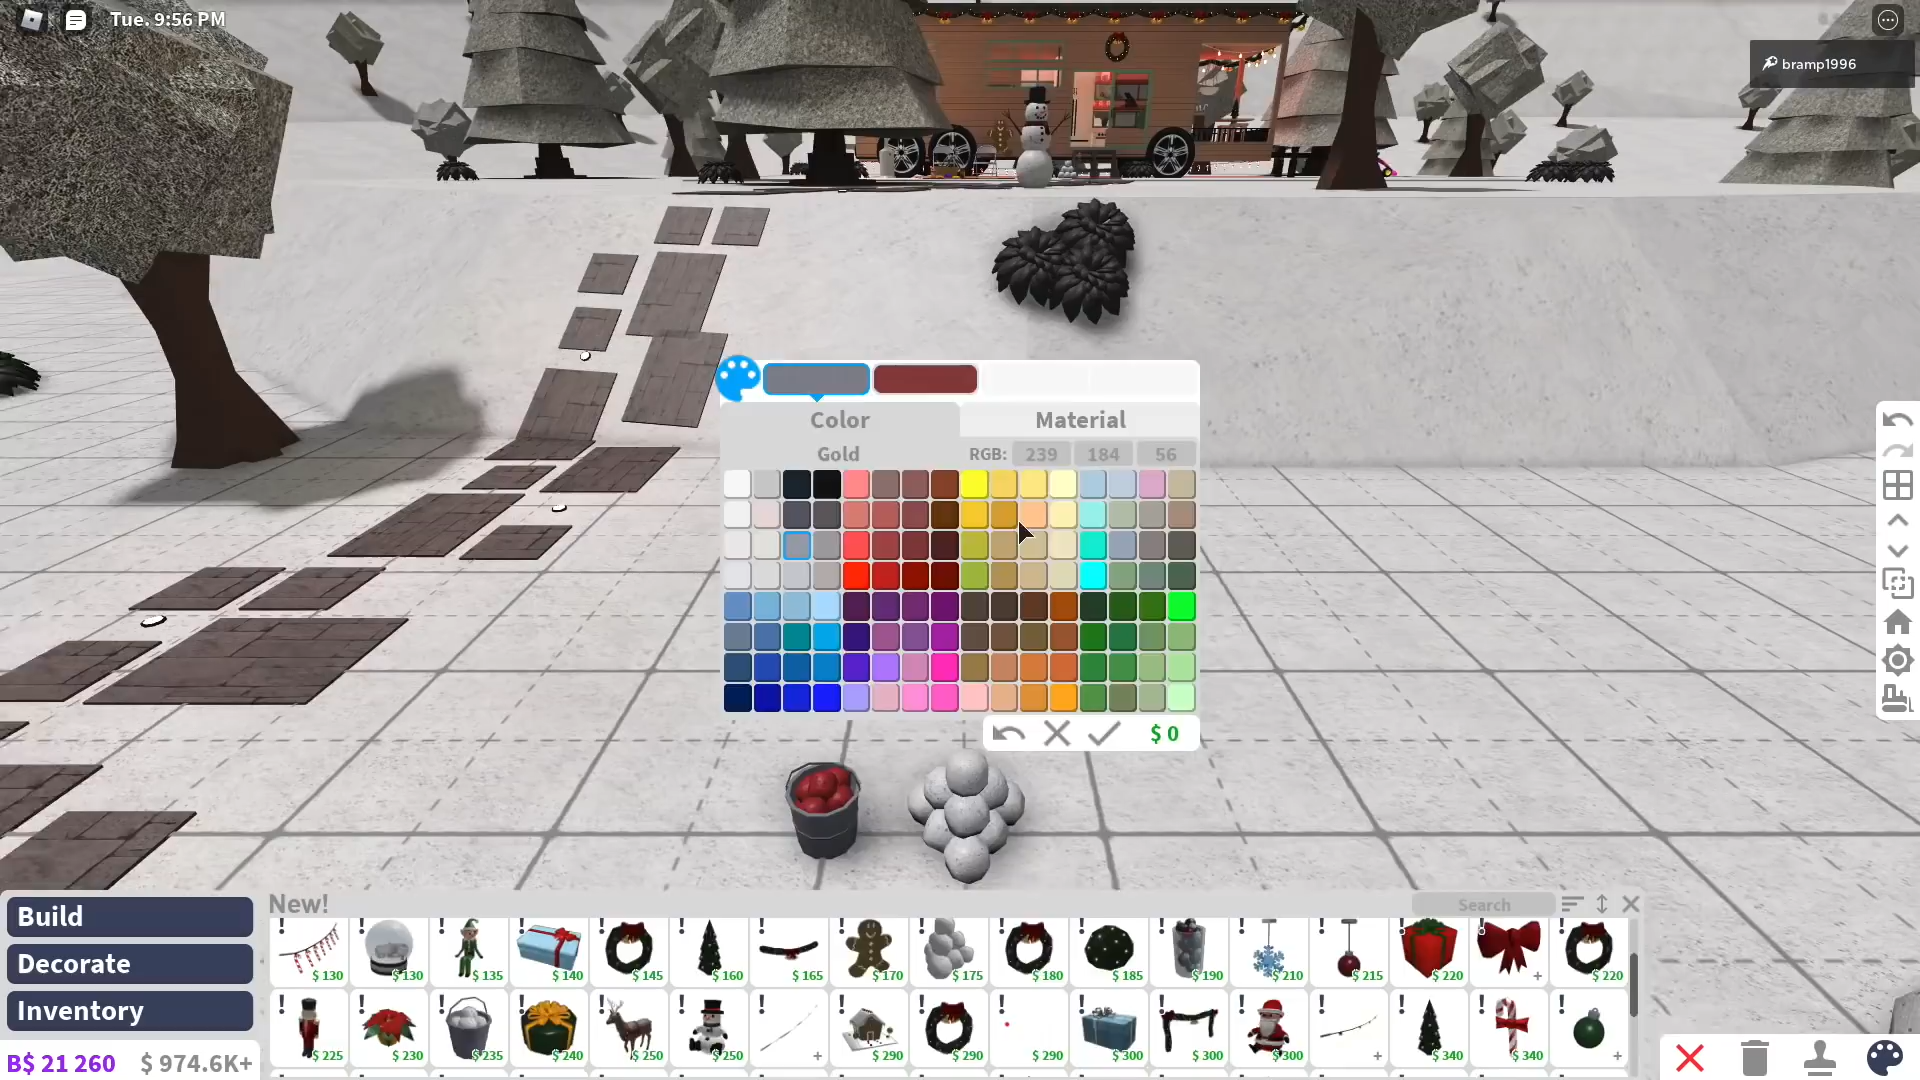 Tue. 9:56 PM
bramp1996
Color
Material
Gold
RGB: 239 184 56
$ 0
Build
Decorate
Inventory
B$ 21 260 $ 974.6K+
New!
Search
$ 130 $ 130 $ 135 $ 140 $ 145 $ 160 $ 165 $ 170 $ 175 $ 180 $ 185 $ 190 $ 210 $ 215 $ 220 + $ 220
$ 225 $ 230 $ 235 $ 240 $ 250 $ 250 + $ 290 $ 290 $ 290 $ 300 $ 300 $ 300 + $ 340 $ 340 +